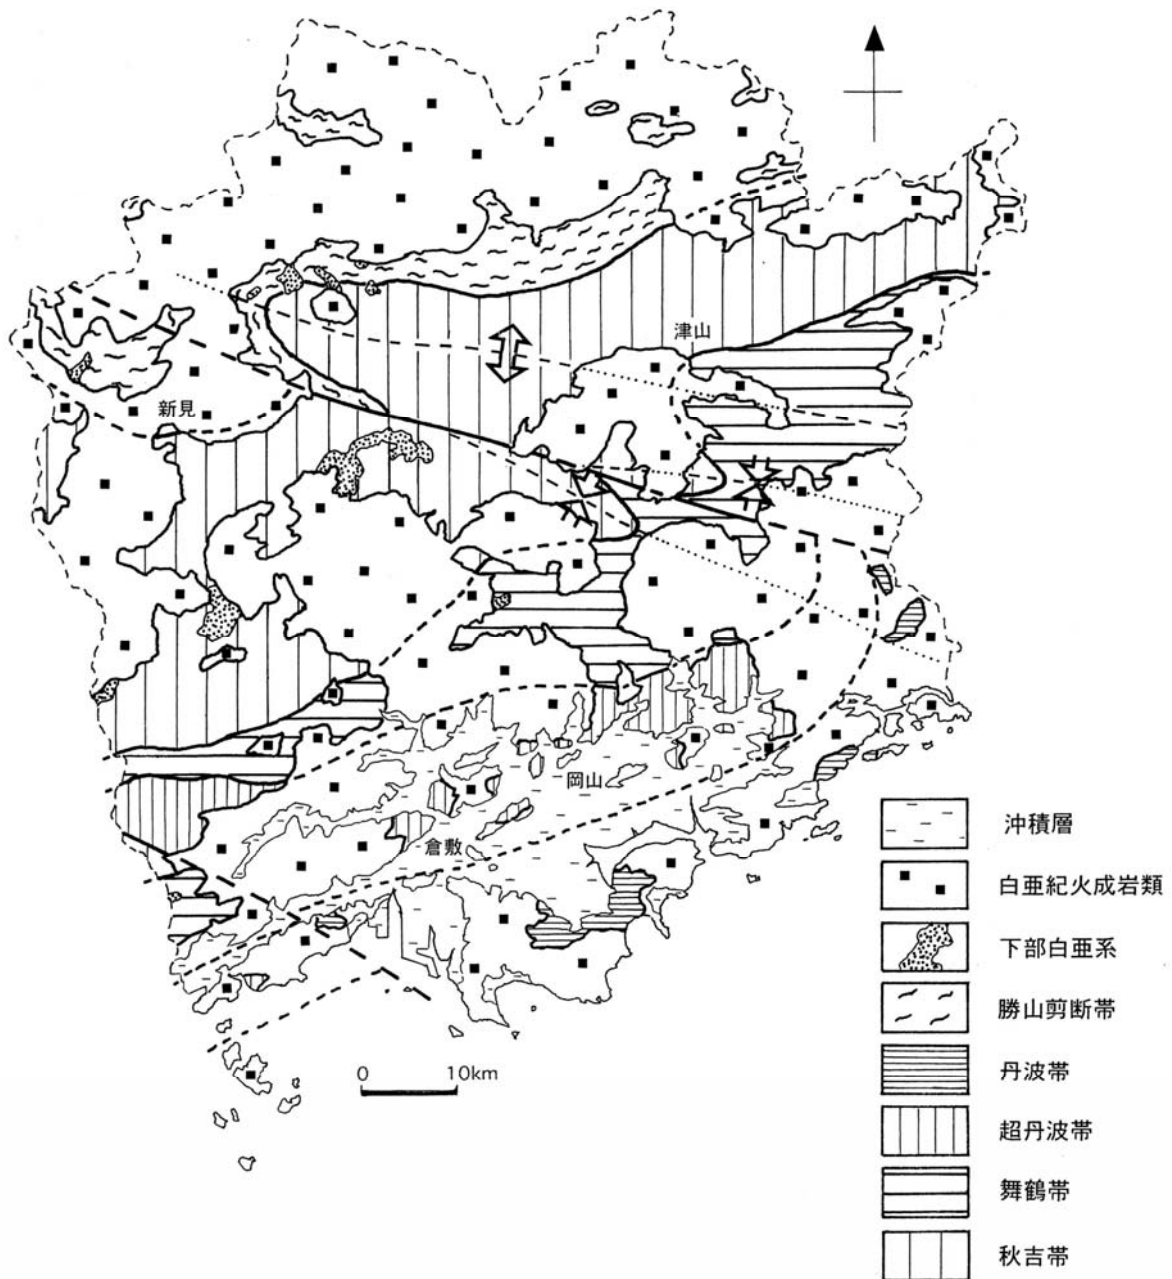 津山
新見
岡山
倉敷
沖積層
白亜紀火成岩類
下部白亜系
勝山剪断帯
丹波帯
超丹波帯
舞鶴帯
秋吉帯
0 10km